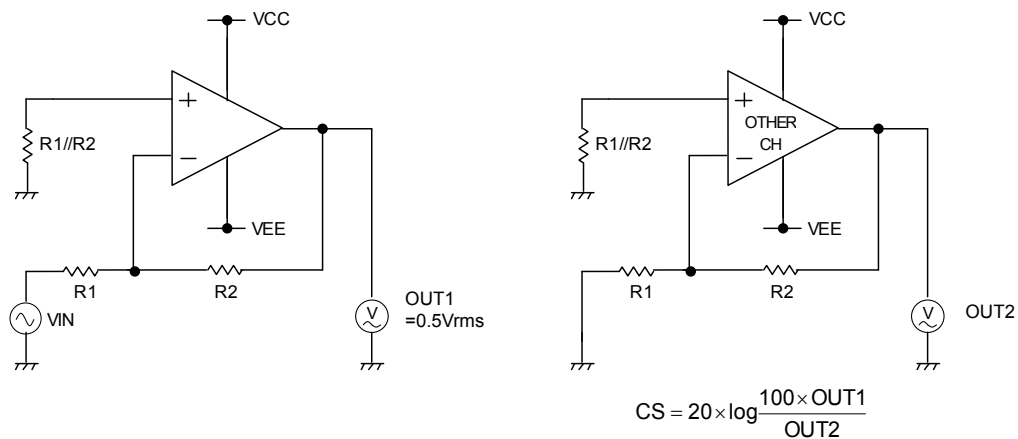 VCC
+
R1//R2
−
VEE
R1
R2
VIN
V
OUT1
=0.5Vrms
VCC
+
OTHER
CH
R1//R2
−
VEE
R1
R2
V
OUT2
CS = 20×log 100×OUT1 / OUT2